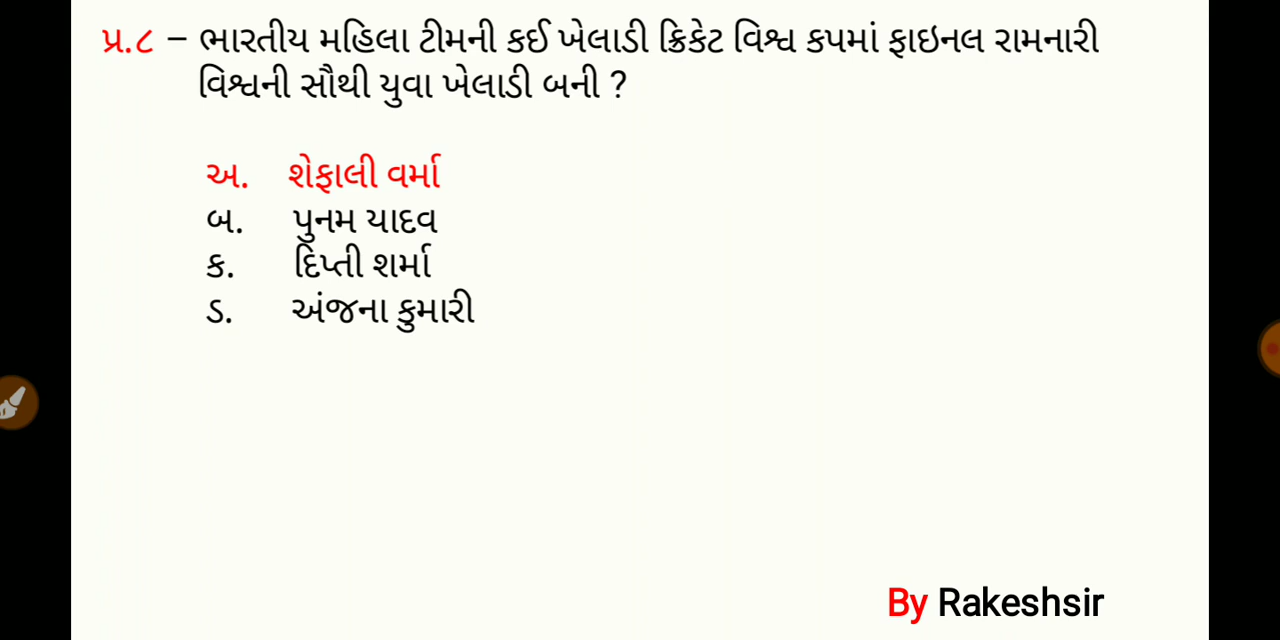 પ્ર.૮ – ભારતીય મહિલા ટીમની કઈ ખેલાડી ક્રિકેટ વિશ્વ કપમાં ફાઇનલ રામનારી
વિશ્વની સૌથી યુવા ખેલાડી બની ?
અ. શેફાલી વર્મા
બ. પુનમ યાદવ
ક. દિપ્તી શર્મા
ડ. અંજના કુમારી
By Rakeshsir